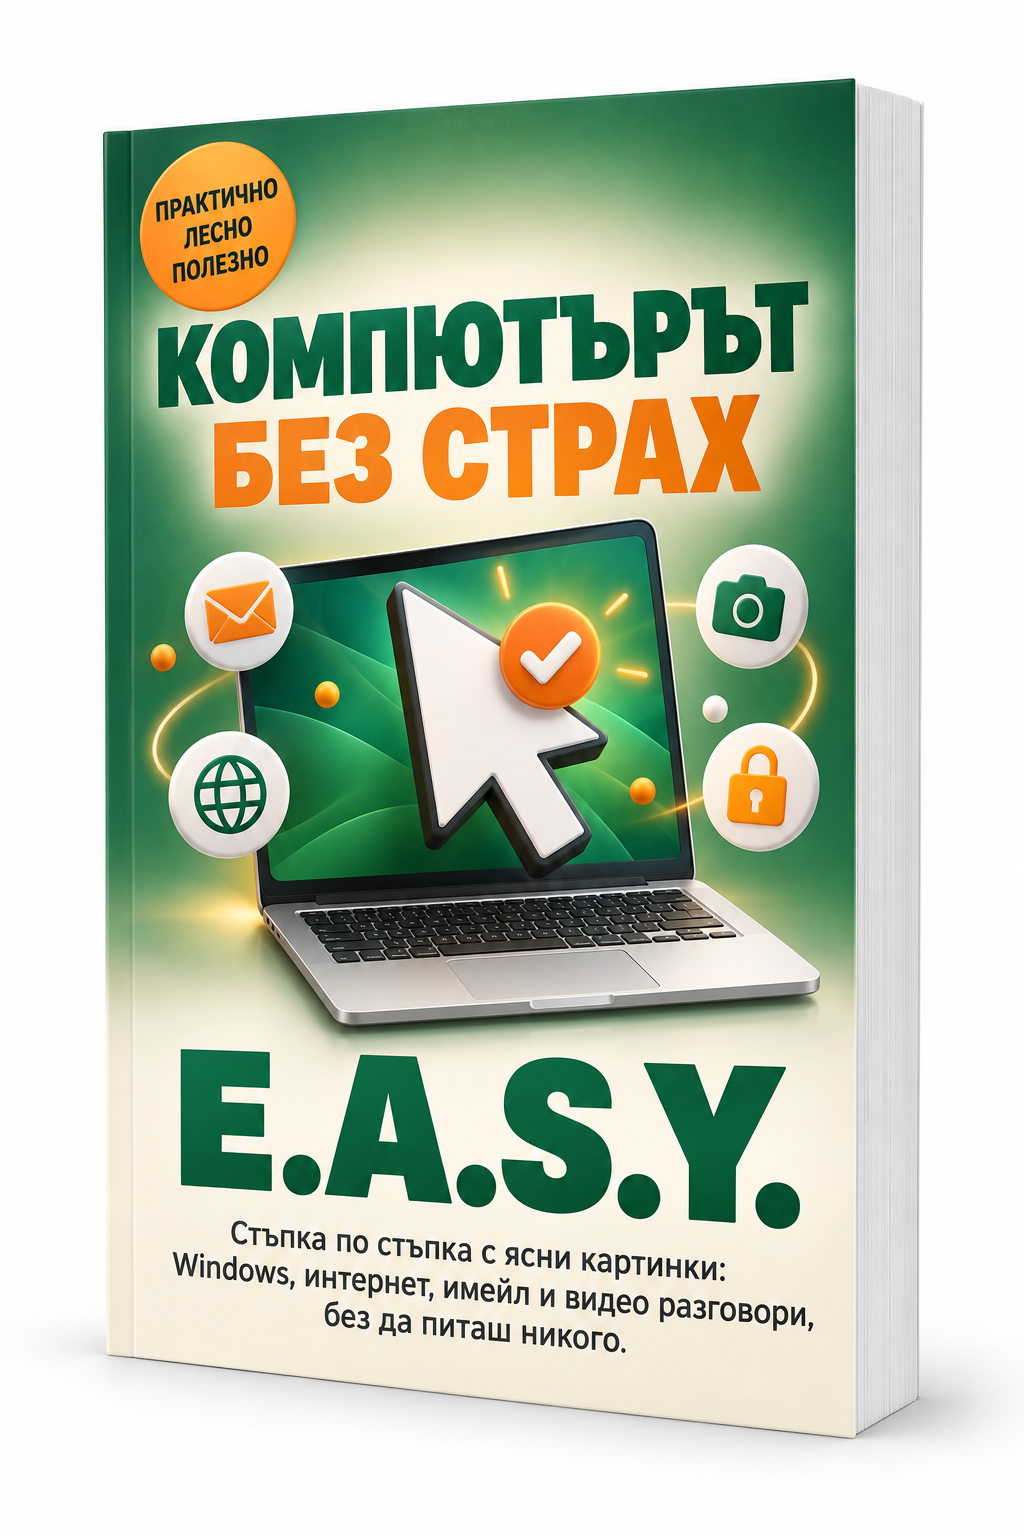 ПРАКТИЧНО
ЛЕСНО
ПОЛЕЗНО
КОМПЮТЪРЪТ
БЕЗ СТРАХ
E.A.S.Y.
Стъпка по стъпка с ясни картинки:
Windows, интернет, имейл и видео разговори,
без да питаш никого.